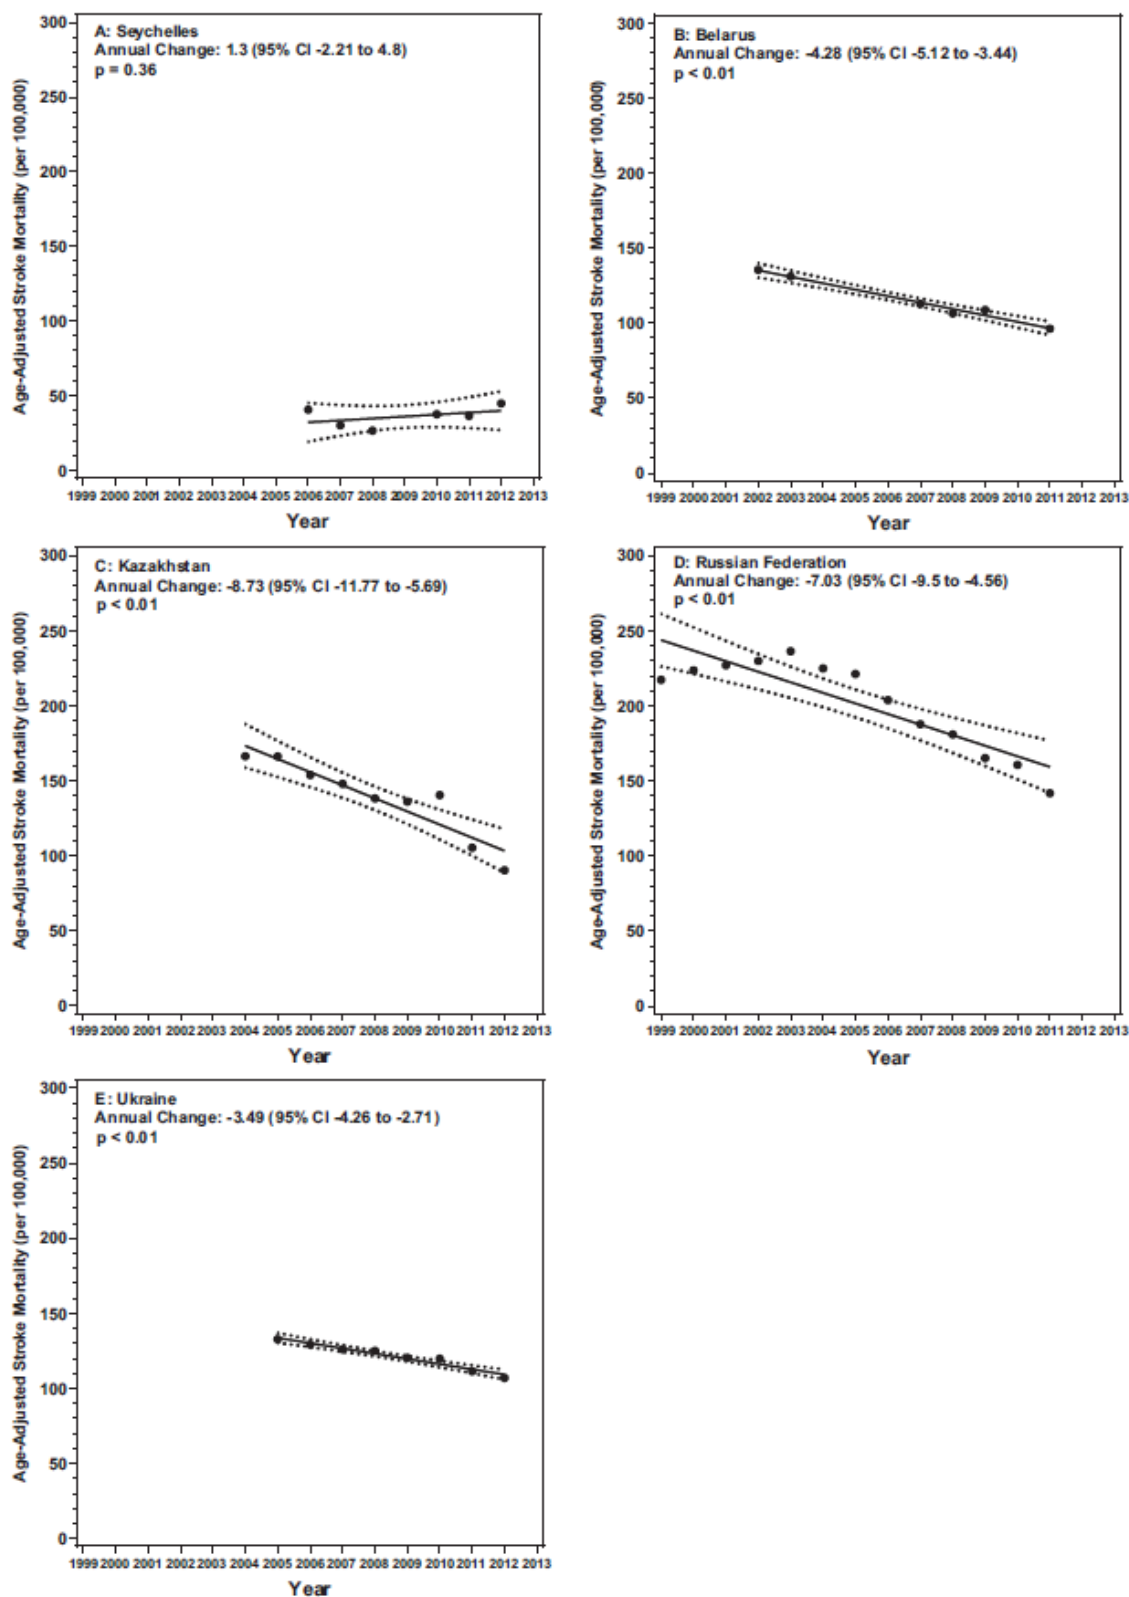 A: Seychelles
Annual Change: 1.3 (95% CI -2.21 to 4.8)
p = 0.36
Age-Adjusted Stroke Mortality (per 100,000)
300
250
200
150
100
50
0
1999 2000 2001 2002 2003 2004 2005 2006 2007 2008 2009 2010 2011 2012 2013
Year
B: Belarus
Annual Change: -4.28 (95% CI -5.12 to -3.44)
p < 0.01
Age-Adjusted Stroke Mortality (per 100,000)
300
250
200
150
100
50
0
1999 2000 2001 2002 2003 2004 2005 2006 2007 2008 2009 2010 2011 2012 2013
Year
C: Kazakhstan
Annual Change: -8.73 (95% CI -11.77 to -5.69)
p < 0.01
Age-Adjusted Stroke Mortality (per 100,000)
300
250
200
150
100
50
0
1999 2000 2001 2002 2003 2004 2005 2006 2007 2008 2009 2010 2011 2012 2013
Year
D: Russian Federation
Annual Change: -7.03 (95% CI -9.5 to -4.56)
p < 0.01
Age-Adjusted Stroke Mortality (per 100,000)
300
250
200
150
100
50
0
1999 2000 2001 2002 2003 2004 2005 2006 2007 2008 2009 2010 2011 2012 2013
Year
E: Ukraine
Annual Change: -3.49 (95% CI -4.26 to -2.71)
p < 0.01
Age-Adjusted Stroke Mortality (per 100,000)
300
250
200
150
100
50
0
1999 2000 2001 2002 2003 2004 2005 2006 2007 2008 2009 2010 2011 2012 2013
Year